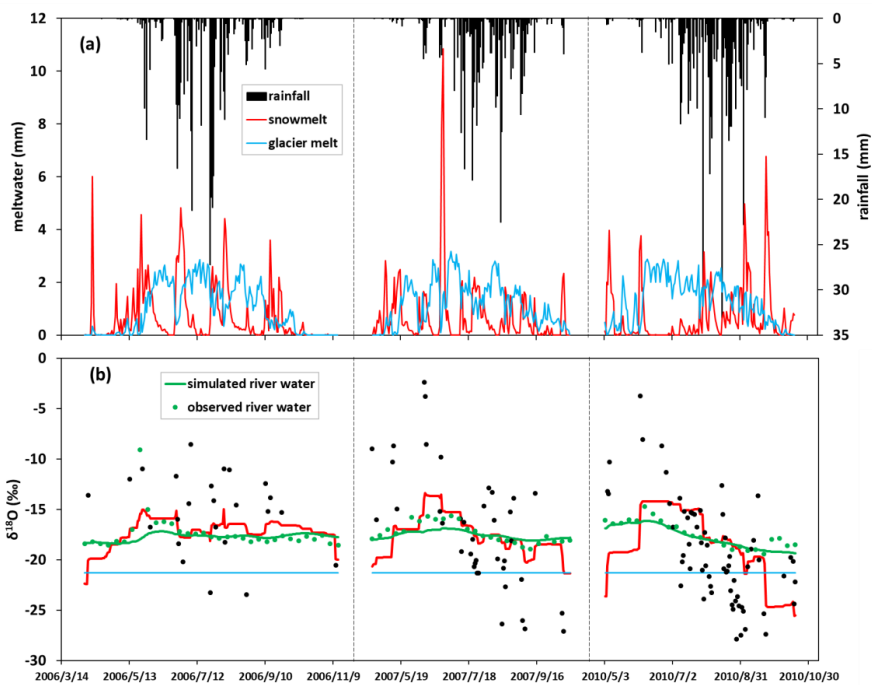 12
10
8
6
4
2
0
meltwater (mm)
(a)
rainfall
snowmelt
glacier melt
0
5
10
15
20
25
30
35
rainfall (mm)
0
-5
-10
-15
-20
-25
-30
δ18O (‰)
(b)
simulated river water
observed river water
2006/3/14 2006/5/13 2006/7/12 2006/9/10 2006/11/9 2007/5/19 2007/7/18 2007/9/16 2010/5/3 2010/7/2 2010/8/31 2010/10/30